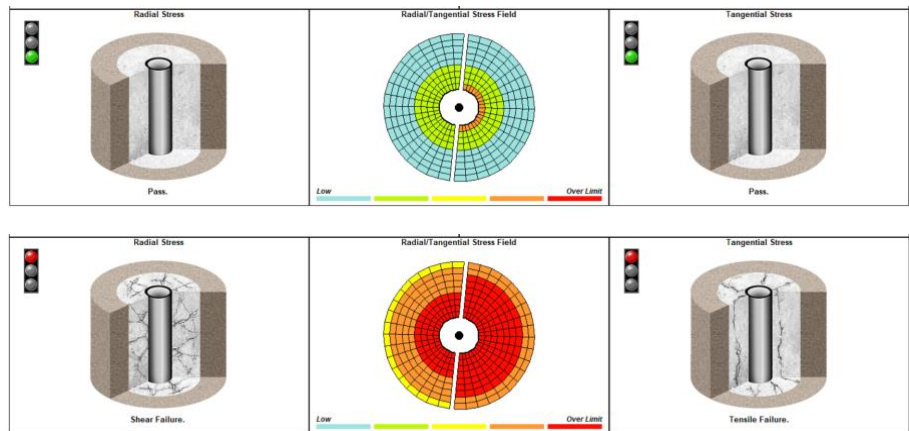 Radial Stress
Radial/Tangential Stress Field
Tangential Stress
Pass.
Low
Over Limit
Pass.
Radial Stress
Radial/Tangential Stress Field
Tangential Stress
Shear Failure.
Low
Over Limit
Tensile Failure.